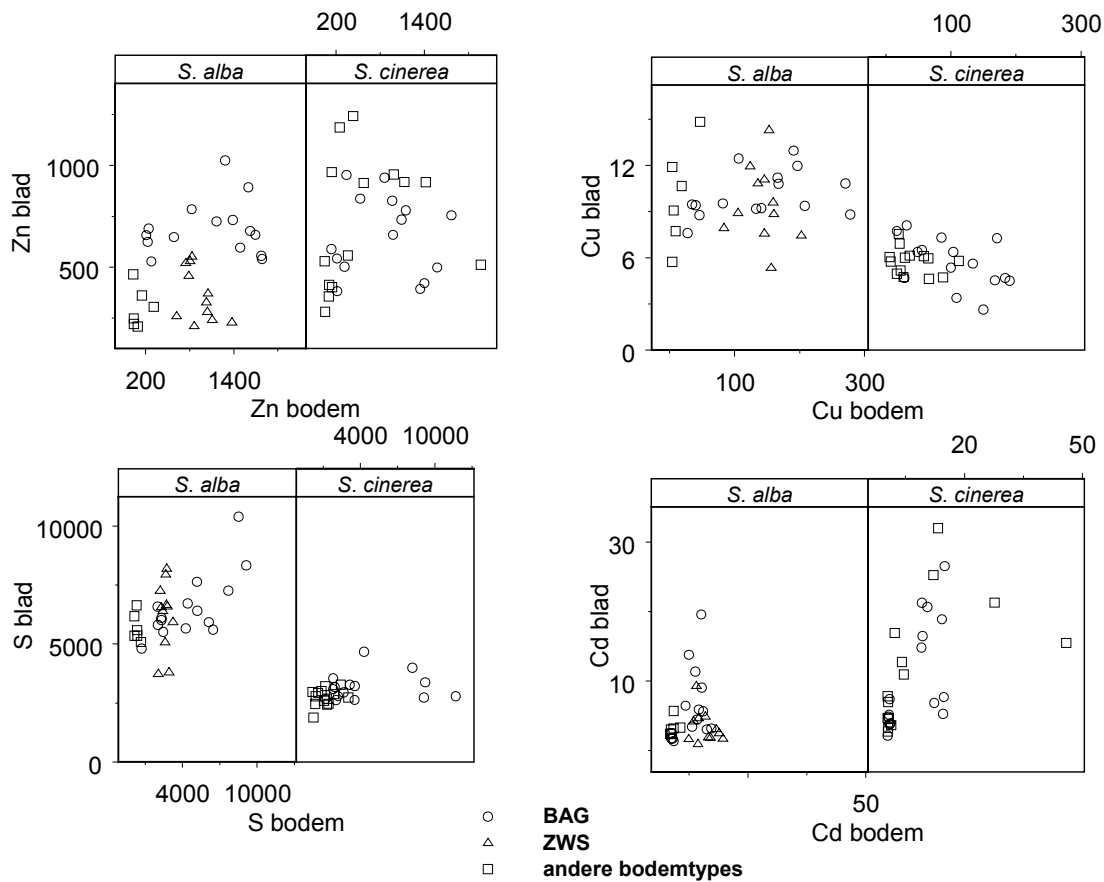 200 1400
S. alba S. cinerea
Zn blad
1000
500
200 1400
Zn bodem
100 300
S. alba S. cinerea
Cu blad
12
6
0
100 300
Cu bodem
4000 10000
S. alba S. cinerea
S blad
10000
5000
0
4000 10000
S bodem
20 50
S. alba S. cinerea
Cd blad
30
10
50
Cd bodem
BAG
ZWS
andere bodemtypes